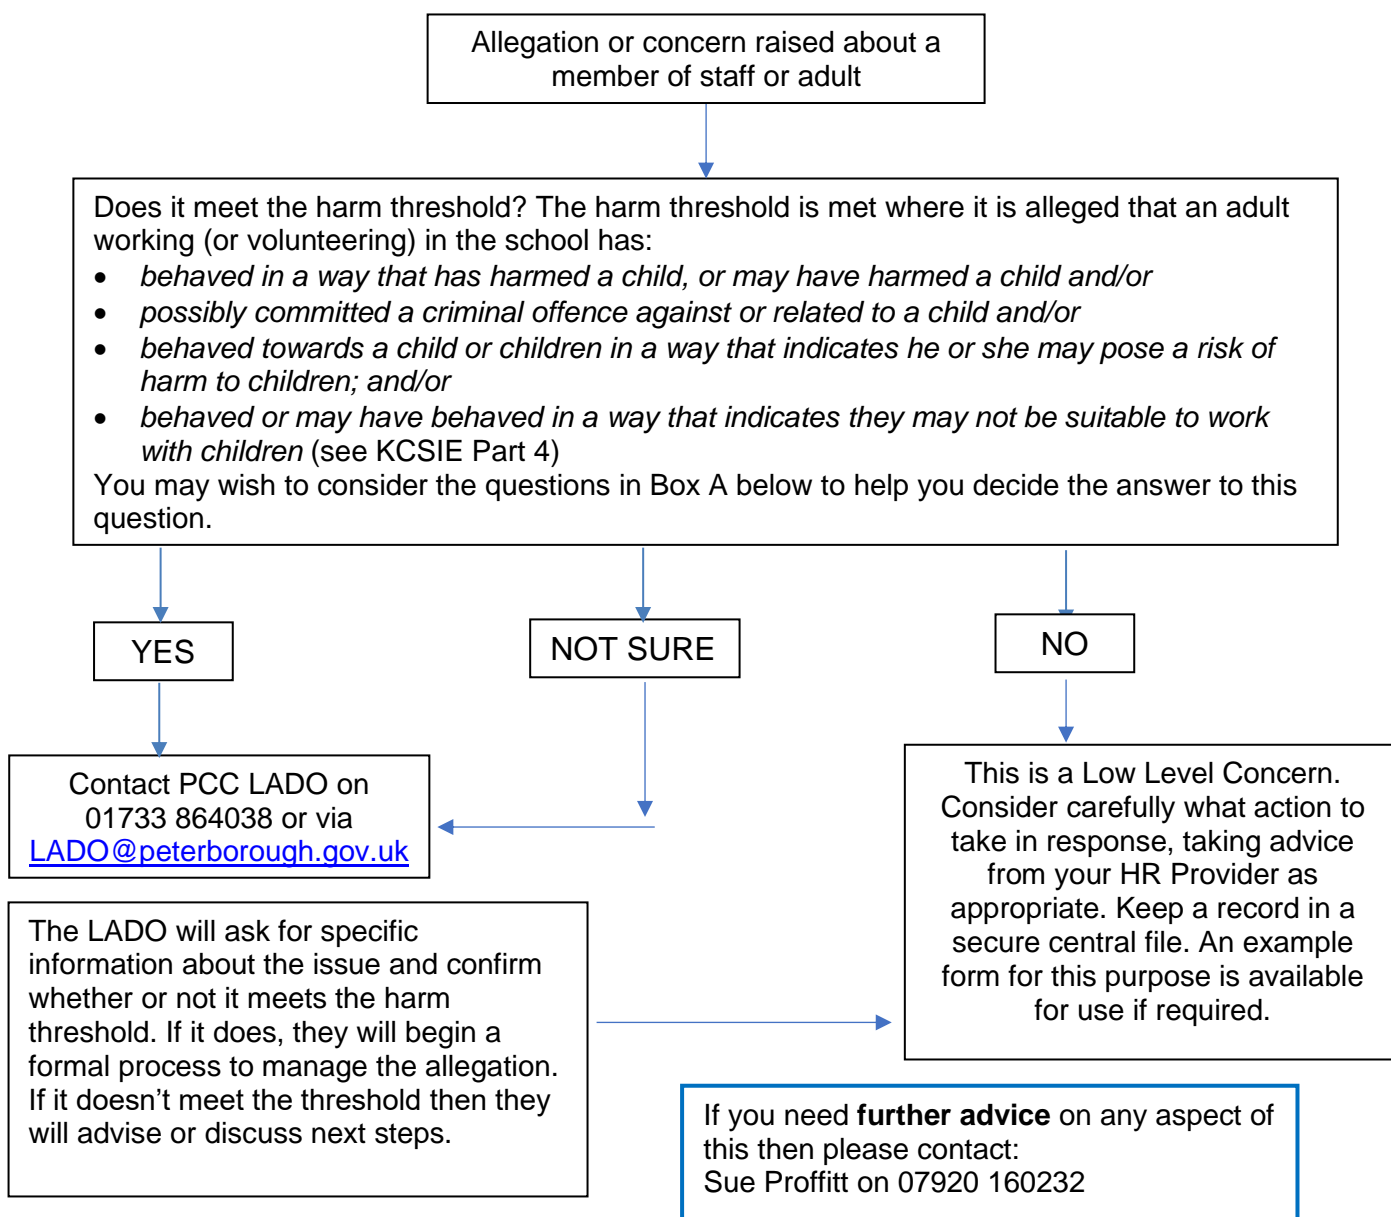 Allegation or concern raised about a
member of staff or adult
Does it meet the harm threshold? The harm threshold is met where it is alleged that an adult
working (or volunteering) in the school has:
• behaved in a way that has harmed a child, or may have harmed a child and/or
• possibly committed a criminal offence against or related to a child and/or
• behaved towards a child or children in a way that indicates he or she may pose a risk of
harm to children; and/or
• behaved or may have behaved in a way that indicates they may not be suitable to work
with children (see KCSIE Part 4)
You may wish to consider the questions in Box A below to help you decide the answer to this
question.
YES
NOT SURE
NO
Contact PCC LADO on
01733 864038 or via
LADO@peterborough.gov.uk
This is a Low Level Concern.
Consider carefully what action to
take in response, taking advice
from your HR Provider as
appropriate. Keep a record in a
secure central file. An example
form for this purpose is available
for use if required.
The LADO will ask for specific
information about the issue and confirm
whether or not it meets the harm
threshold. If it does, they will begin a
formal process to manage the allegation.
If it doesn’t meet the threshold then they
will advise or discuss next steps.
If you need further advice on any aspect of
this then please contact:
Sue Proffitt on 07920 160232